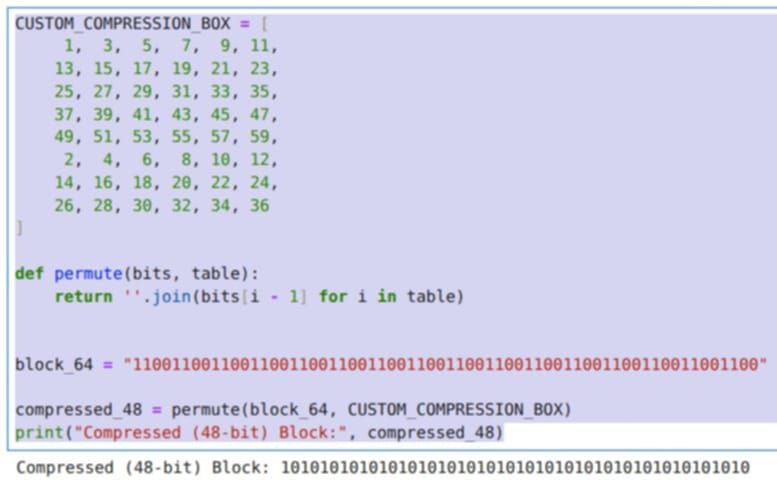 CUSTOM_COMPRESSION_BOX = [
     1,  3,  5,  7,  9, 11,
    13, 15, 17, 19, 21, 23,
    25, 27, 29, 31, 33, 35,
    37, 39, 41, 43, 45, 47,
    49, 51, 53, 55, 57, 59,
     2,  4,  6,  8, 10, 12,
    14, 16, 18, 20, 22, 24,
    26, 28, 30, 32, 34, 36
]
def permute(bits, table):
    return ''.join(bits[i - 1] for i in table)
block_64 = "1100110011001100110011001100110011001100110011001100110011001100"
compressed_48 = permute(block_64, CUSTOM_COMPRESSION_BOX)
print("Compressed (48-bit) Block:", compressed_48)
Compressed (48-bit) Block: 101010101010101010101010101010101010101010101010